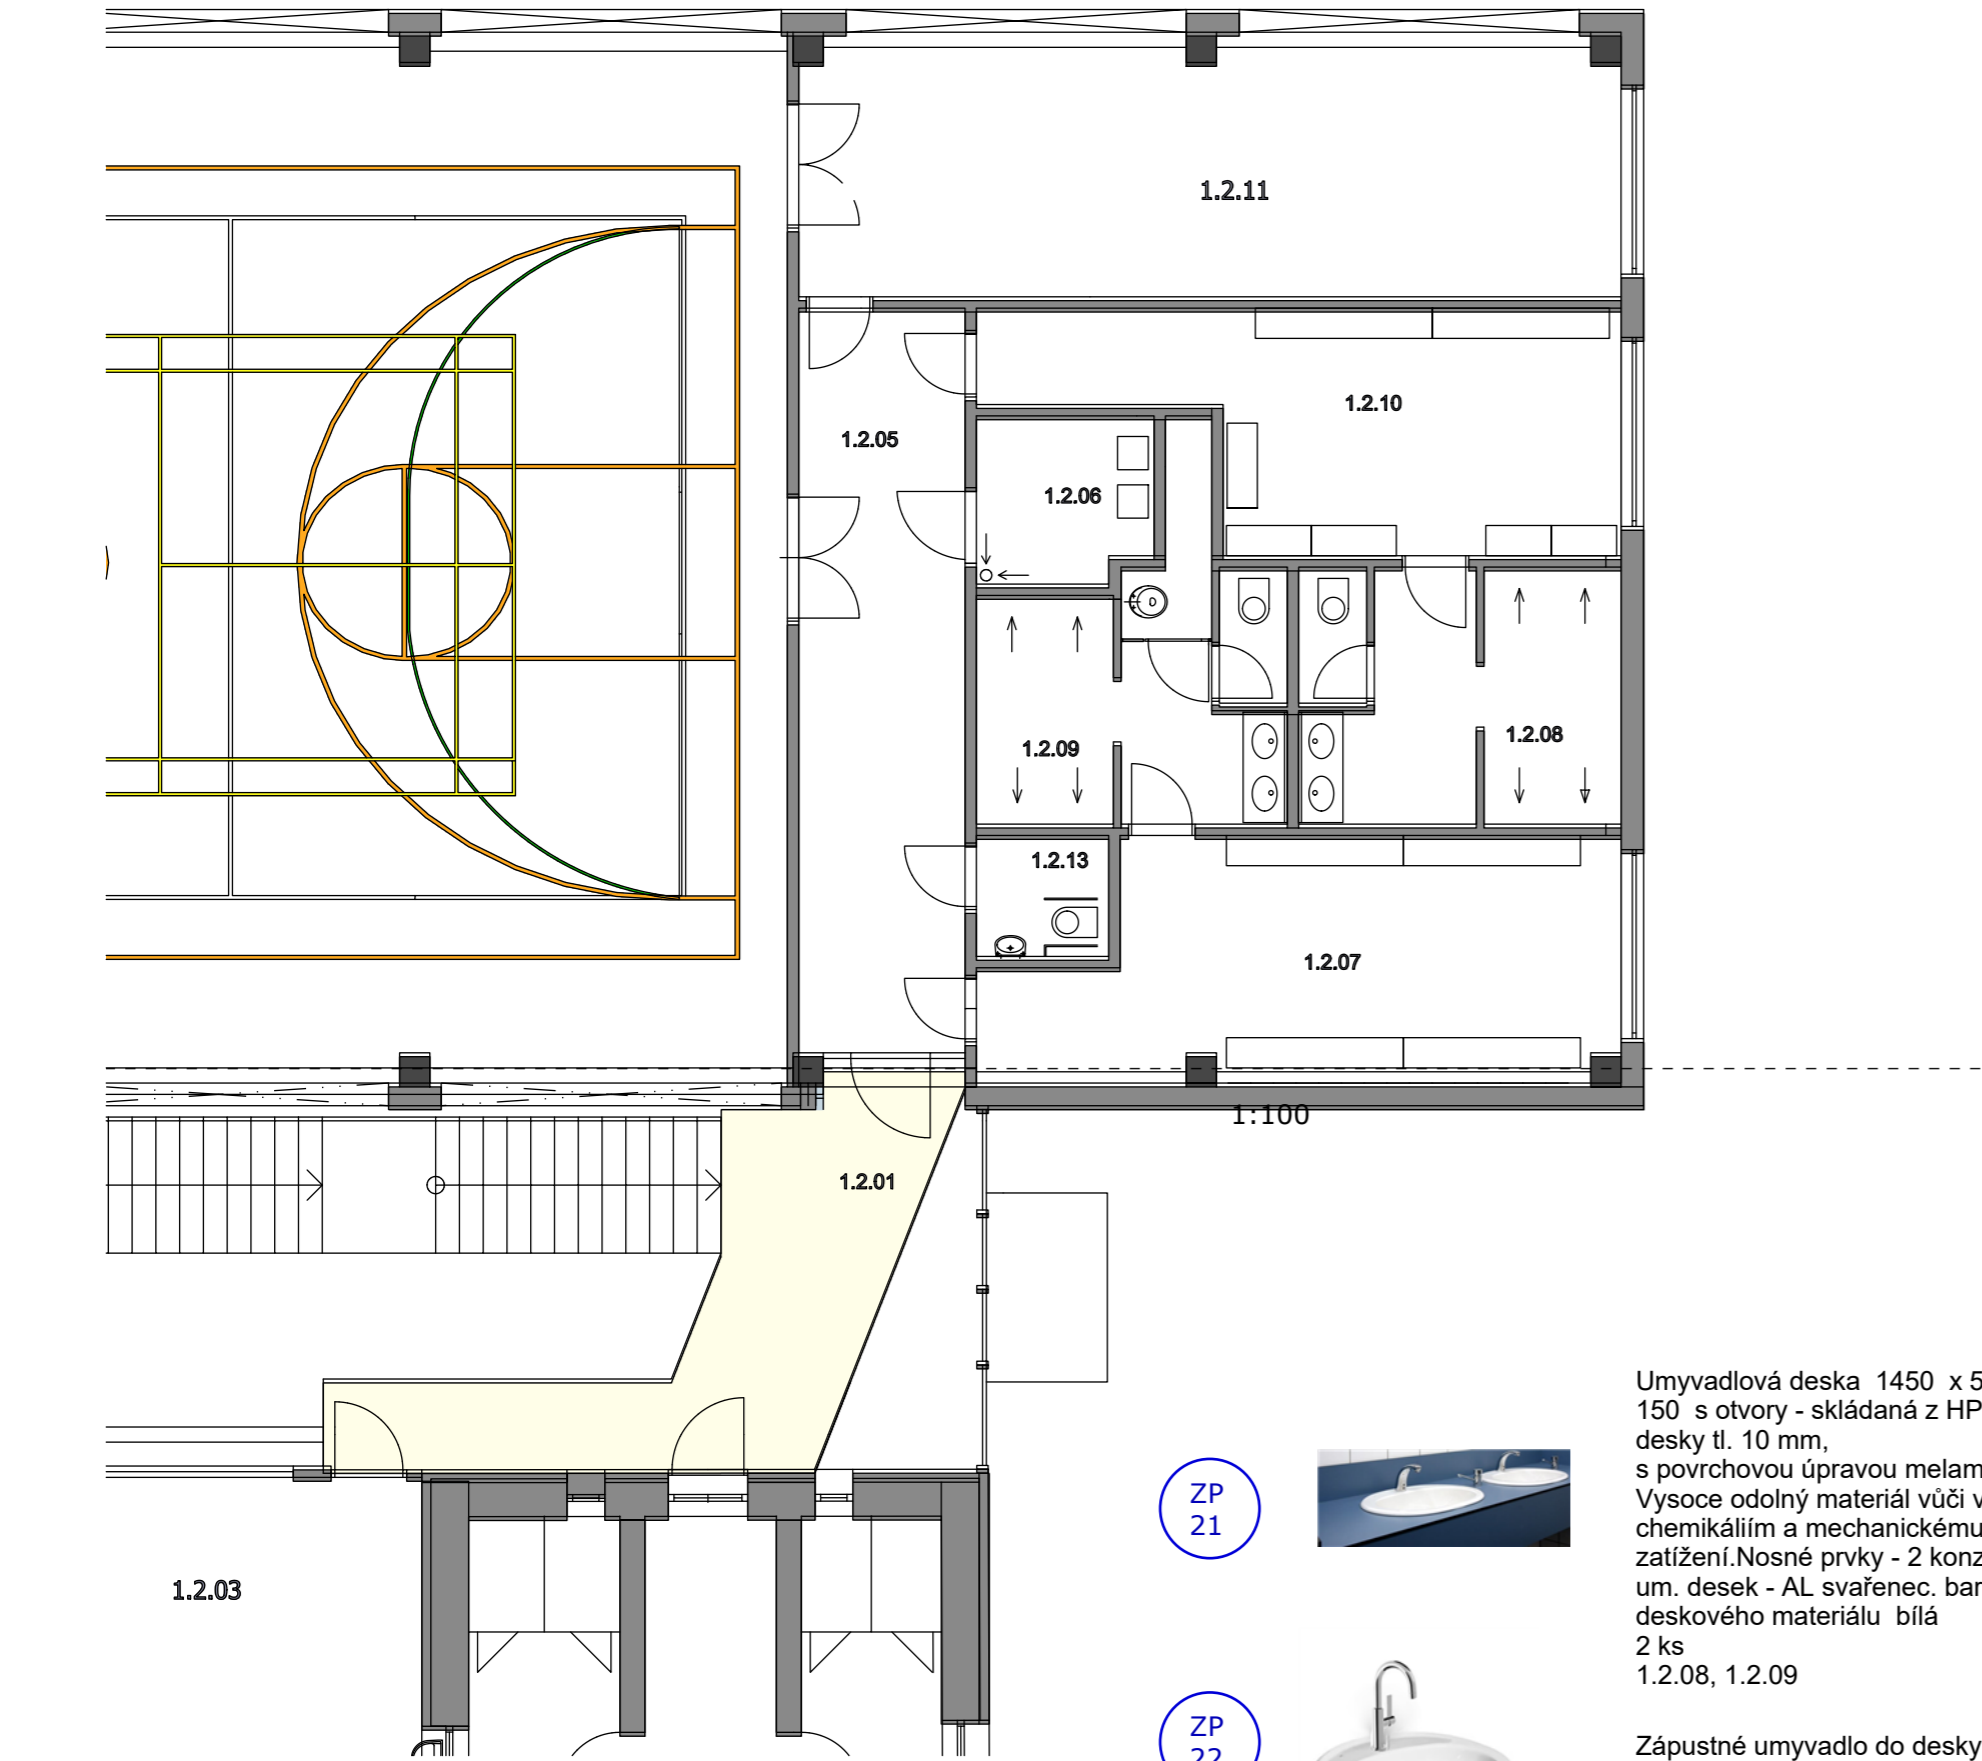 1.2.11
1.2.10
1.2.05
1.2.06
1.2.08
1.2.09
1.2.13
1.2.07
1:100
1.2.01
1.2.03
ZP
21
Umyvadlová deska 1450 x 5
150 s otvory - skládaná z HP
desky tl. 10 mm,
s povrchovou úpravou melam
Vysoce odolný materiál vůči v
chemikáliím a mechanickému
zatížení.Nosné prvky - 2 konz
um. desek - AL svařenec. bar
deskového materiálu bílá
2 ks
1.2.08, 1.2.09
ZP
22
Zápustné umyvadlo do desky